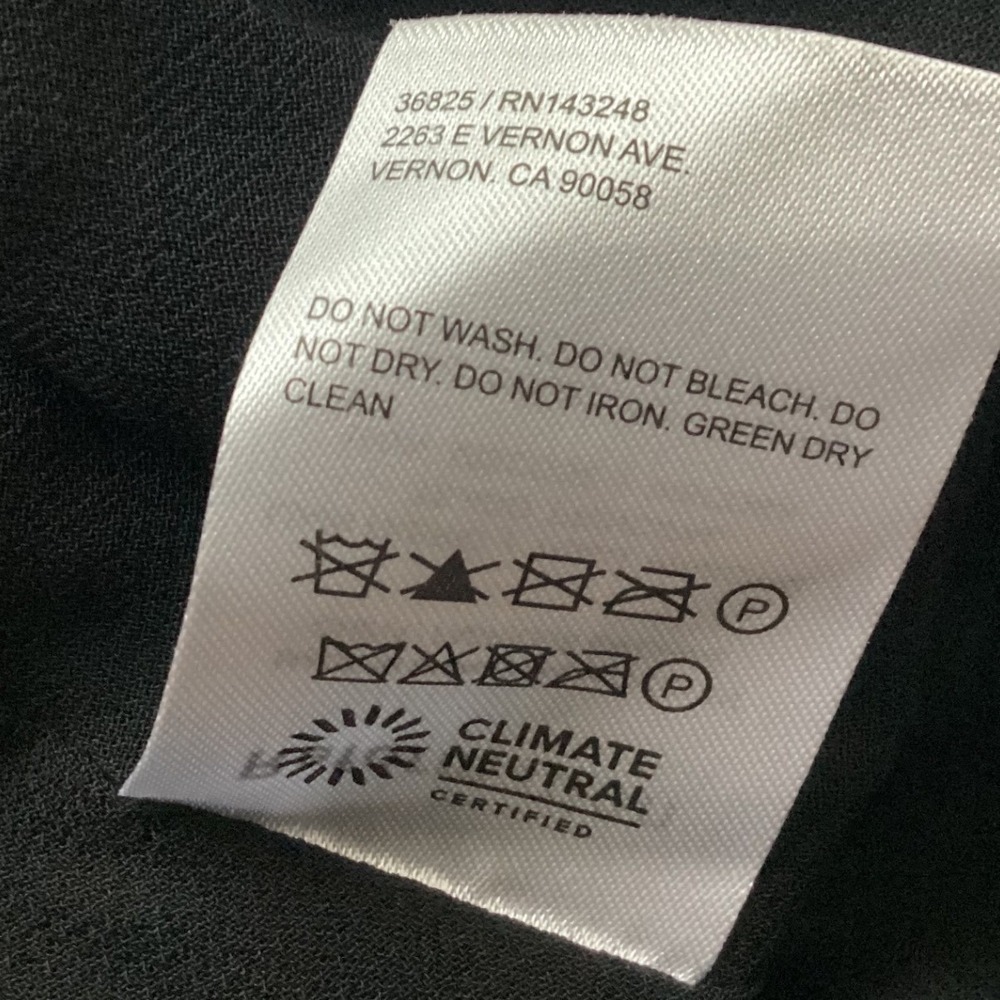 36825 / RN143248
2263 E VERNON AVE.
VERNON. CA 90058
DO NOT WASH. DO NOT BLEACH. DO
NOT DRY. DO NOT IRON. GREEN DRY
CLEAN
P
P
CLIMATE
NEUTRAL
CERTIFIED